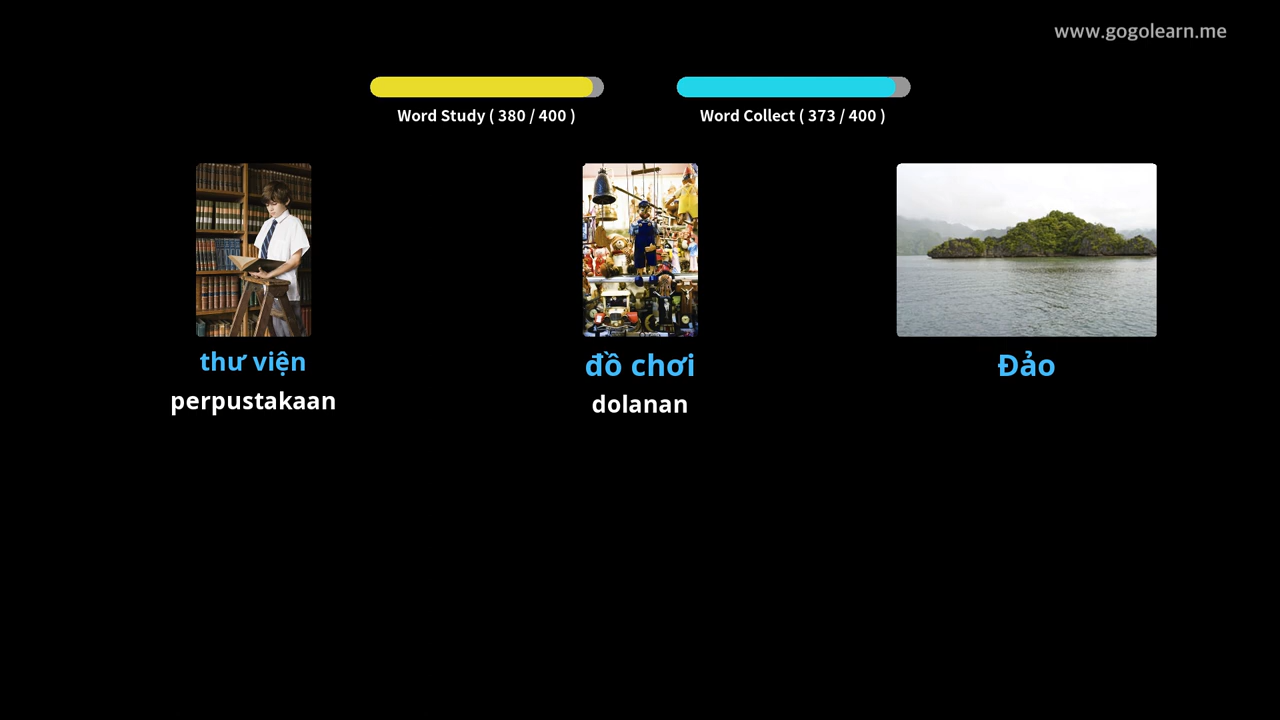 www.gogolearn.me
Word Study ( 380 / 400 )
Word Collect ( 373 / 400 )
thư viện
đồ chơi
Đảo
perpustakaan
dolanan